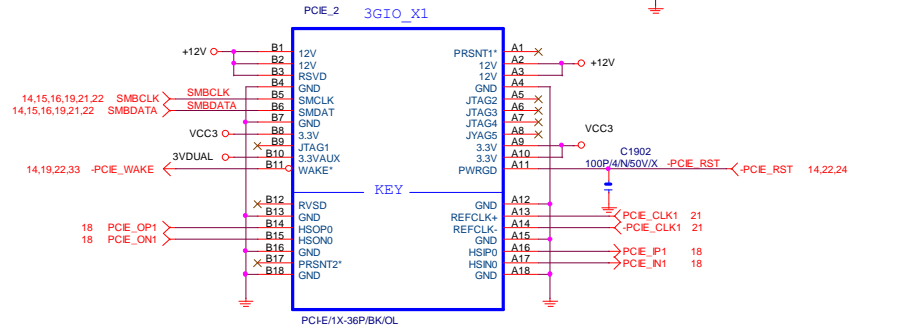 PCIE_2 3GIO_X1
+12V B1 12V PRSNT1* A1
B2 12V 12V A2 +12V
B3 RSVD 12V A3
B4 GND GND A4
14,15,16,19,21,22 SMBCLK SMBCLK B5 SMCLK JTAG2 A5
14,15,16,19,21,22 SMBDATA SMBDATA B6 SMDAT JTAG3 A6
B7 GND JTAG4 A7
VCC3 B8 3.3V JYAG5 A8 VCC3
B9 JTAG1 3.3V A9
3VDUAL B10 3.3VAUX 3.3V A10 C1902
14,19,22,33 -PCIE_WAKE B11 WAKE* PWRGD A11 100P/4/N/50V/X -PCIE_RST -PCIE_RST 14,22,24
KEY
B12 RVSD GND A12
B13 GND REFCLK+ A13 PCIE_CLK1 21
18 PCIE_OP1 B14 HSOP0 REFCLK- A14 -PCIE_CLK1 21
18 PCIE_ON1 B15 HSON0 GND A15
B16 GND HSIP0 A16 PCIE_IP1 18
B17 PRSNT2* HSIN0 A17 PCIE_IN1 18
B18 GND GND A18
PCI-E/1X-36P/BK/OL